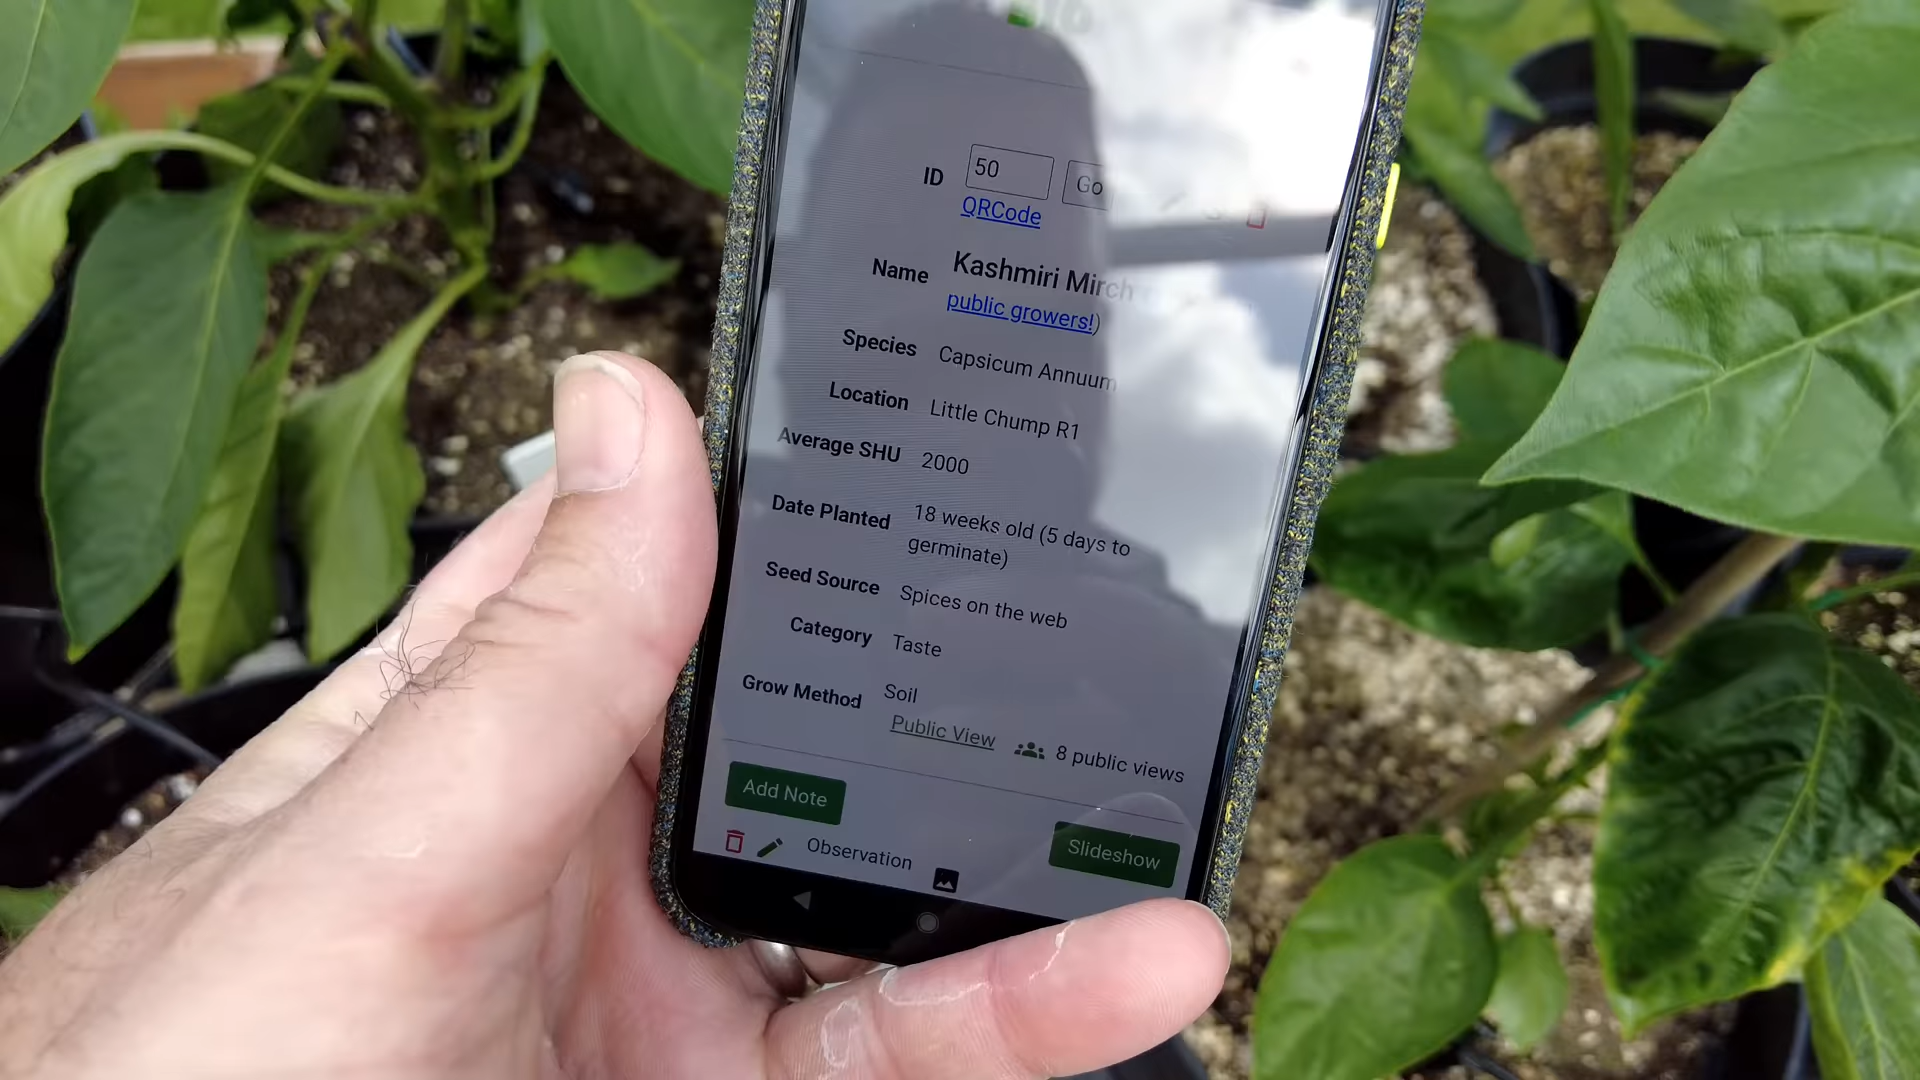 ID 50 Go
QRCode
Name Kashmiri Mirch
public growers!)
Species Capsicum Annuum
Location Little Chump R1
Average SHU 2000
Date Planted 18 weeks old (5 days to
germinate)
Seed Source Spices on the web
Category Taste
Grow Method Soil
Public View 8 public views
Add Note
Slideshow
Observation